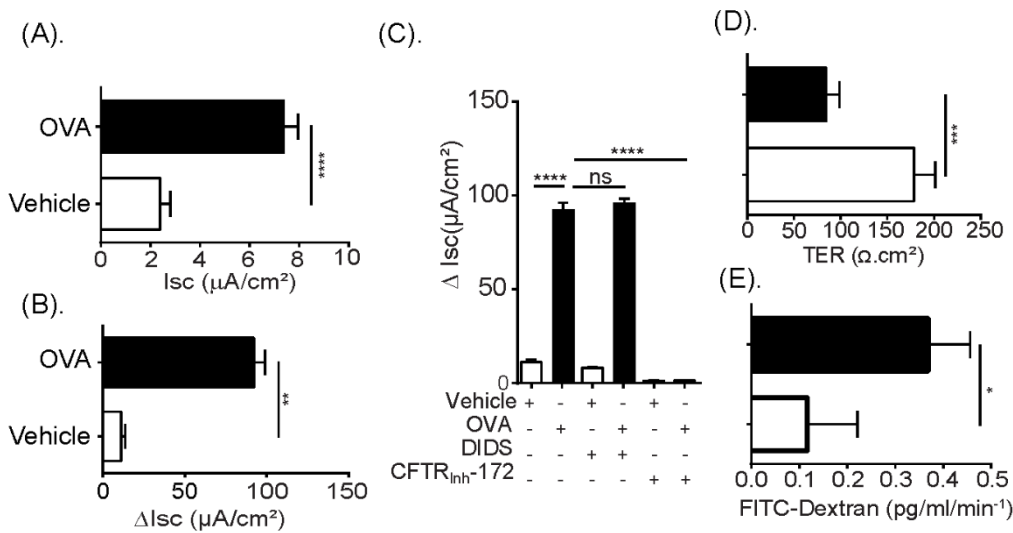 (A).
OVA
Vehicle
****
0 2 4 6 8 10
Isc (µA/cm²)
(B).
OVA
Vehicle
**
0 50 100 150
ΔIsc (µA/cm²)
(C).
Δ Isc(µA/cm²)
150
100
50
0
****
**** ns
Vehicle + - + - + -
OVA - + - + - +
DIDS - - + + - -
CFTRInh-172 - - - - + +
(D).
***
0 50 100 150 200 250
TER (Ω.cm²)
(E).
*
0.0 0.1 0.2 0.3 0.4 0.5
FITC-Dextran (pg/ml/min⁻¹)